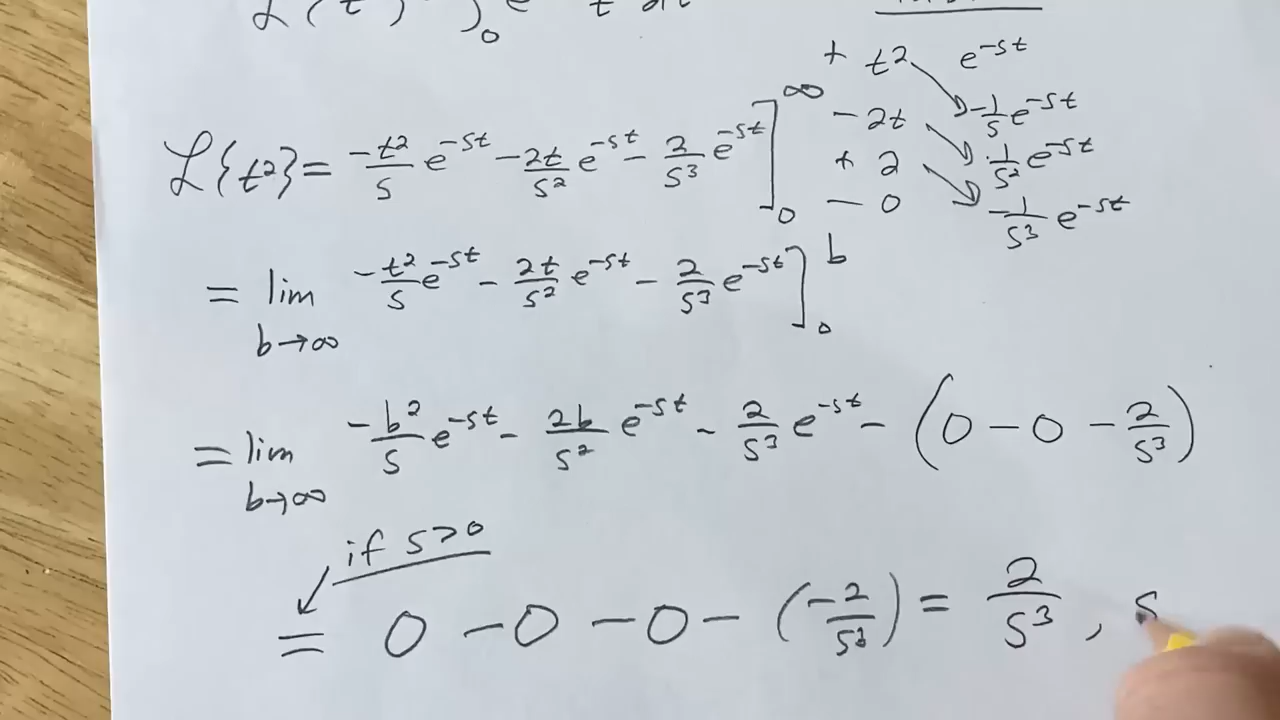 + t² e^{-st}
- 2t -1/s e^{-st}
+ 2 1/s² e^{-st}
- 0 -1/s³ e^{-st}
ℒ{t²} = -t²/s e^{-st} - 2t/s² e^{-st} - 2/s³ e^{-st} ]₀^∞
= lim b→∞ -t²/s e^{-st} - 2t/s² e^{-st} - 2/s³ e^{-st} ]₀^b
= lim b→∞ -b²/s e^{-st} - 2b/s² e^{-st} - 2/s³ e^{-st} - (0 - 0 - 2/s³)
if s>0
= 0 - 0 - 0 - (-2/s³) = 2/s³, s